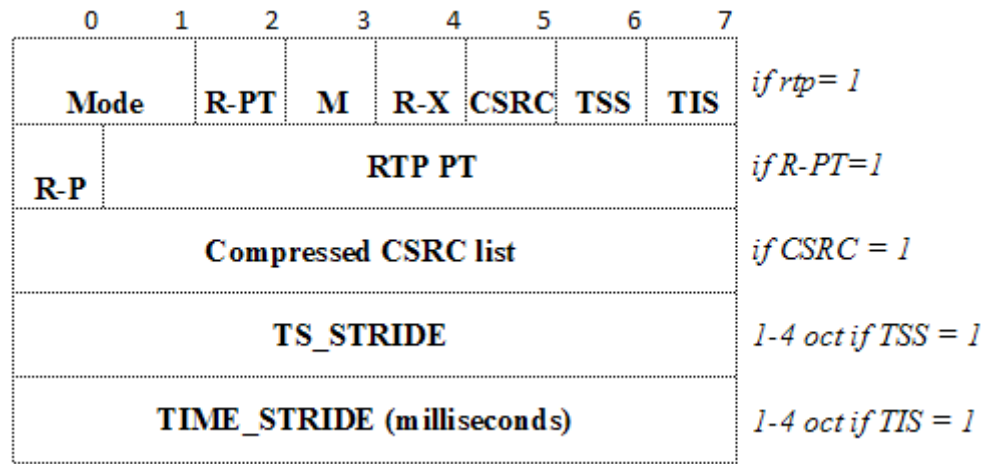 0 1 2 3 4 5 6 7
Mode R-PT M R-X CSRC TSS TIS if rtp= 1
R-P RTP PT if R-PT=1
Compressed CSRC list if CSRC = 1
TS_STRIDE 1-4 oct if TSS = 1
TIME_STRIDE (milliseconds) 1-4 oct if TIS = 1